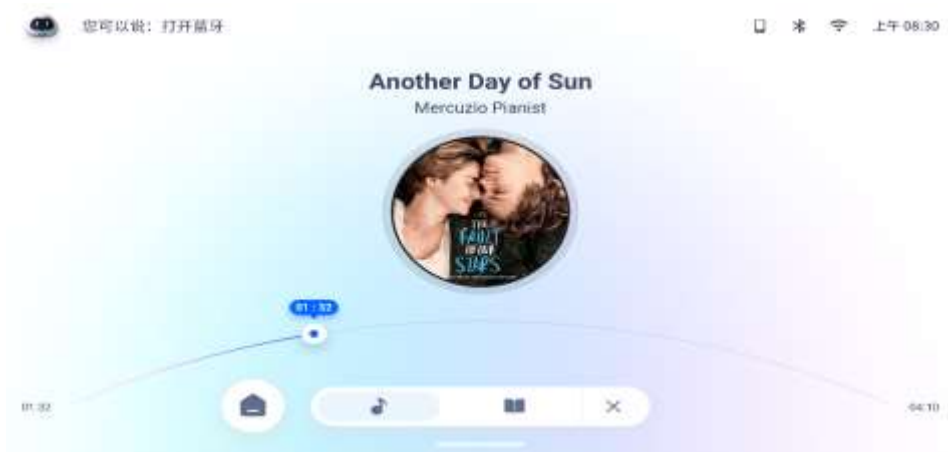 您可以说：打开蓝牙
上午 08:30
Another Day of Sun
Mercuzio Pianist
THE
FAULT
IN OUR
STARS
01:32
01:32
04:10